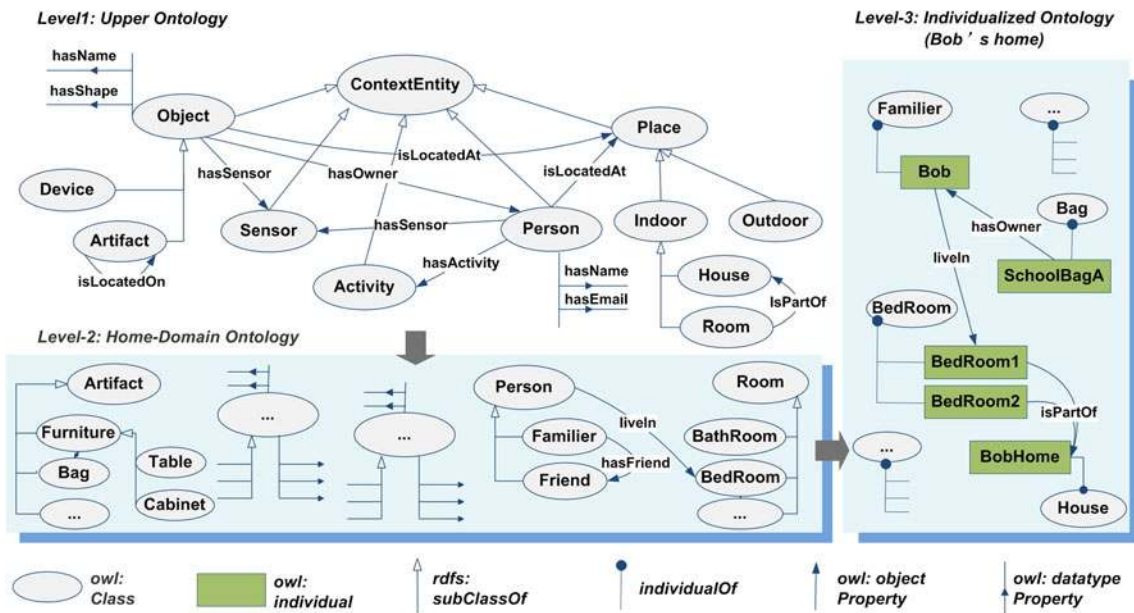 Level1: Upper Ontology
Level-3: Individualized Ontology
(Bob's home)
hasName
hasShape
ContextEntity
Object
Place
isLocatedAt
isLocatedAt
Device
hasSensor
hasOwner
Artifact
isLocatedOn
Sensor
hasSensor
Person
Indoor
Outdoor
hasActivity
Activity
hasName
hasEmail
House
IsPartOf
Room
Familier
...
Bob
Bag
hasOwner
liveIn
SchoolBagA
BedRoom
BedRoom1
BedRoom2
isPartOf
...
BobHome
House
Level-2: Home-Domain Ontology
Artifact
Furniture
Bag
...
Table
Cabinet
...
...
Person
liveIn
Familier
hasFriend
Friend
Room
BathRoom
BedRoom
...
owl:
Class
owl:
individual
rdfs:
subClassOf
individualOf
owl: object
Property
owl: datatype
Property